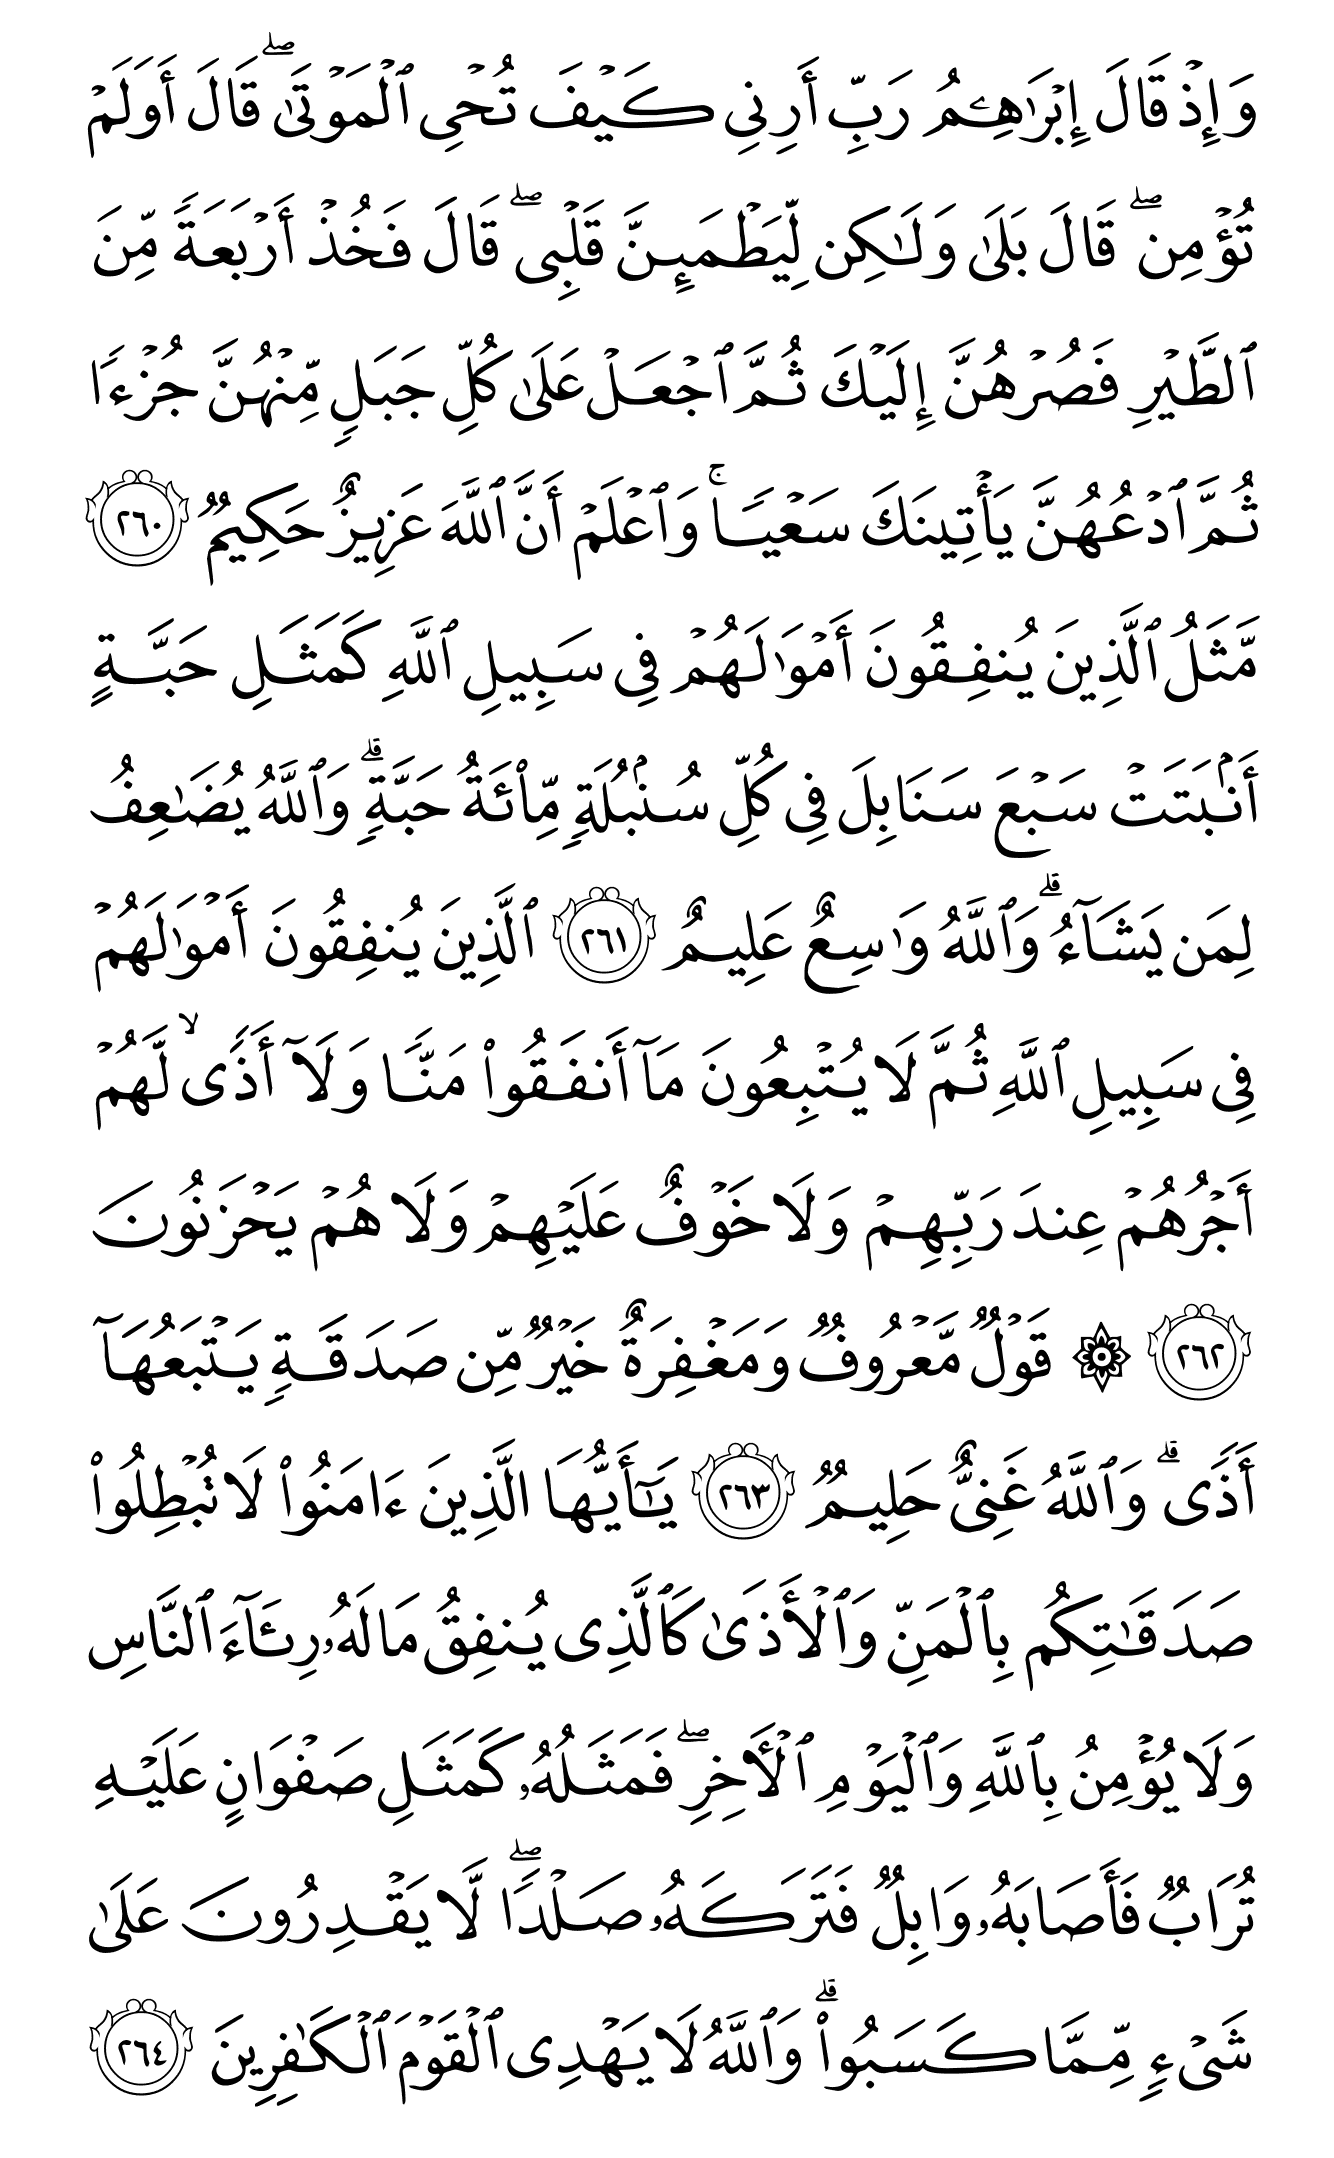 وَإِذۡ قَالَ إِبۡرَٰهِـۧمُ رَبِّ أَرِنِي كَيۡفَ تُحۡيِ ٱلۡمَوۡتَىٰۖ قَالَ أَوَلَمۡ
تُؤۡمِنۖ قَالَ بَلَىٰ وَلَٰكِن لِّيَطۡمَئِنَّ قَلۡبِيۖ قَالَ فَخُذۡ أَرۡبَعَةٗ مِّنَ
ٱلطَّيۡرِ فَصُرۡهُنَّ إِلَيۡكَ ثُمَّ ٱجۡعَلۡ عَلَىٰ كُلِّ جَبَلٖ مِّنۡهُنَّ جُزۡءٗا
ثُمَّ ٱدۡعُهُنَّ يَأۡتِينَكَ سَعۡيٗاۚ وَٱعۡلَمۡ أَنَّ ٱللَّهَ عَزِيزٌ حَكِيمٞ ٢٦٠
مَّثَلُ ٱلَّذِينَ يُنفِقُونَ أَمۡوَٰلَهُمۡ فِي سَبِيلِ ٱللَّهِ كَمَثَلِ حَبَّةٍ
أَنۢبَتَتۡ سَبۡعَ سَنَابِلَ فِي كُلِّ سُنۢبُلَةٖ مِّاْئَةُ حَبَّةٖۗ وَٱللَّهُ يُضَٰعِفُ
لِمَن يَشَآءُۗ وَٱللَّهُ وَٰسِعٌ عَلِيمٌ ٢٦١ ٱلَّذِينَ يُنفِقُونَ أَمۡوَٰلَهُمۡ
فِي سَبِيلِ ٱللَّهِ ثُمَّ لَا يُتۡبِعُونَ مَآ أَنفَقُواْ مَنّٗا وَلَآ أَذٗى لَّهُمۡ
أَجۡرُهُمۡ عِندَ رَبِّهِمۡ وَلَا خَوۡفٌ عَلَيۡهِمۡ وَلَا هُمۡ يَحۡزَنُونَ
٢٦٢ ۞ قَوۡلٞ مَّعۡرُوفٞ وَمَغۡفِرَةٌ خَيۡرٞ مِّن صَدَقَةٖ يَتۡبَعُهَآ
أَذٗىۗ وَٱللَّهُ غَنِيٌّ حَلِيمٞ ٢٦٣ يَٰٓأَيُّهَا ٱلَّذِينَ ءَامَنُواْ لَا تُبۡطِلُواْ
صَدَقَٰتِكُم بِٱلۡمَنِّ وَٱلۡأَذَىٰ كَٱلَّذِي يُنفِقُ مَالَهُۥ رِئَآءَ ٱلنَّاسِ
وَلَا يُؤۡمِنُ بِٱللَّهِ وَٱلۡيَوۡمِ ٱلۡأٓخِرِۖ فَمَثَلُهُۥ كَمَثَلِ صَفۡوَانٍ عَلَيۡهِ
تُرَابٞ فَأَصَابَهُۥ وَابِلٞ فَتَرَكَهُۥ صَلۡدٗاۖ لَّا يَقۡدِرُونَ عَلَىٰ
شَيۡءٖ مِّمَّا كَسَبُواْۗ وَٱللَّهُ لَا يَهۡدِي ٱلۡقَوۡمَ ٱلۡكَٰفِرِينَ ٢٦٤